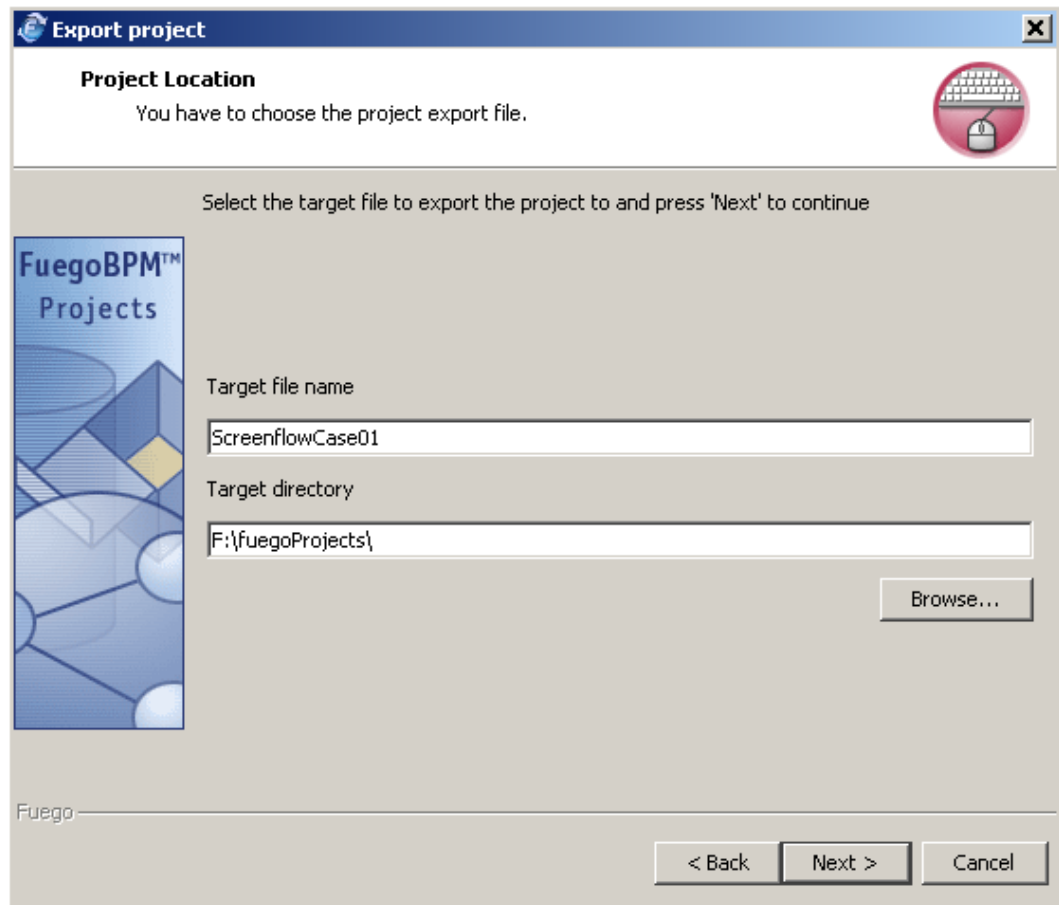 Export project
Project Location
You have to choose the project export file.
Select the target file to export the project to and press 'Next' to continue
FuegoBPM™
Projects
Target file name
ScreenflowCase01
Target directory
F:\fuegoProjects\
Browse...
Fuego
< Back
Next >
Cancel